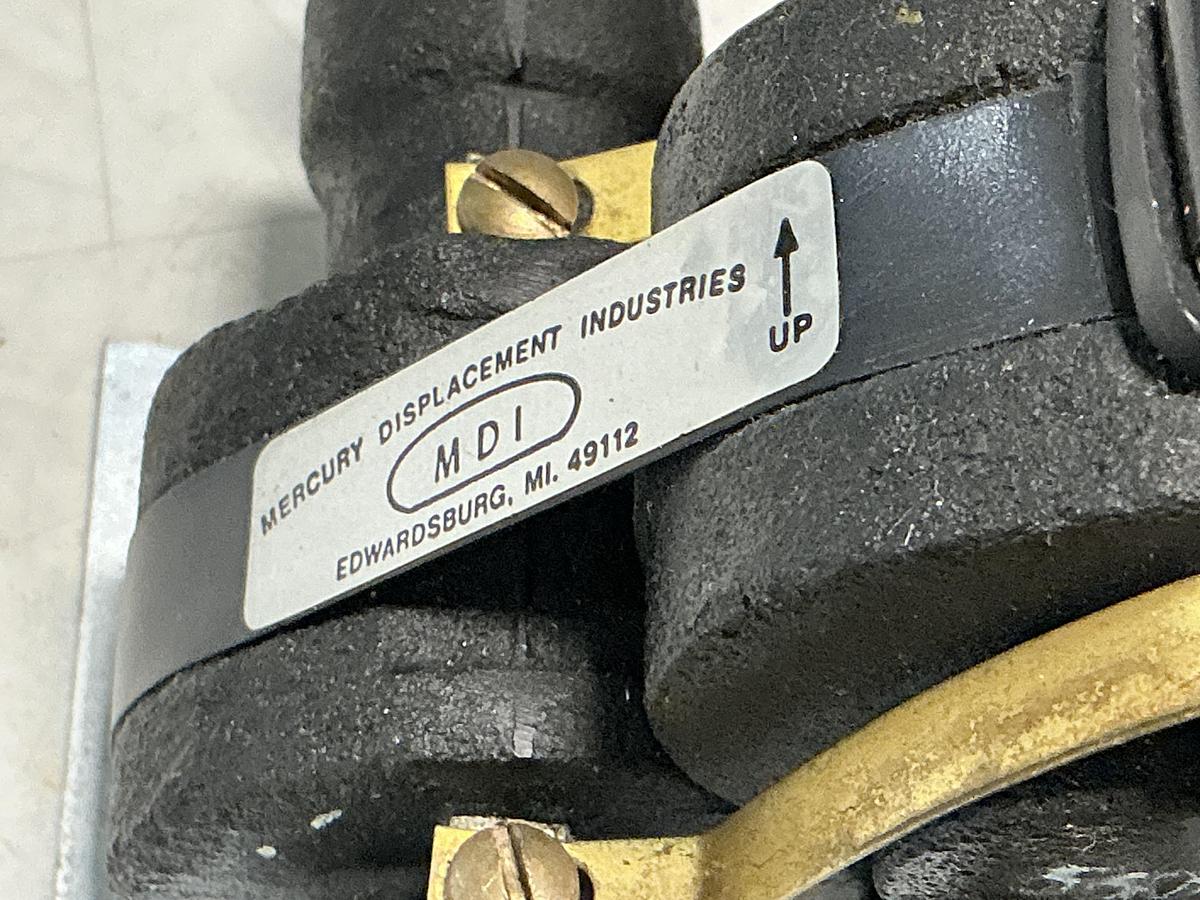 MERCURY DISPLACEMENT INDUSTRIES
MDI
EDWARDSBURG, MI. 49112
UP